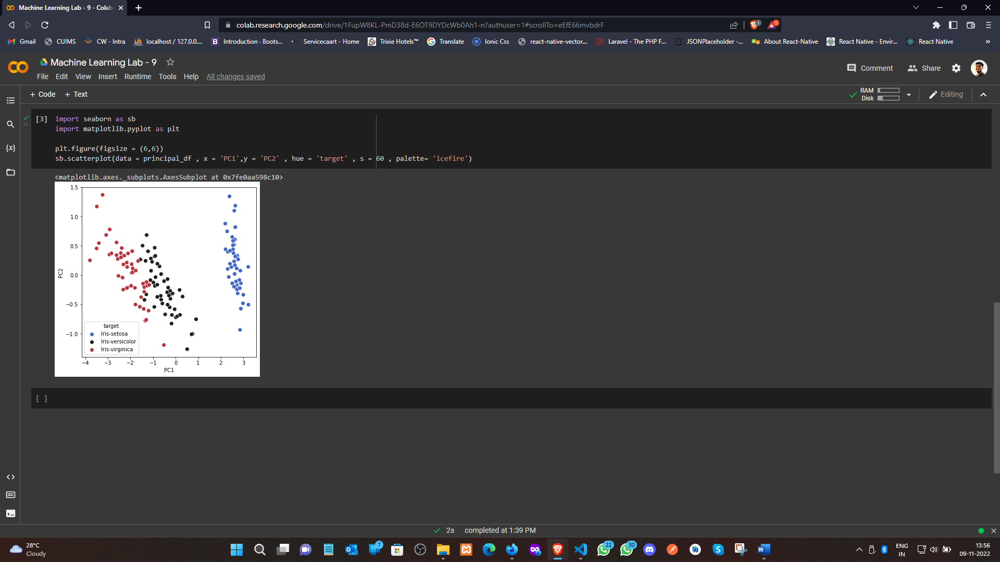 Machine Learning Lab - 9 - Colab
colab.research.google.com/drive/1FupW8KL-PmD38d-E6OT9DYDcWb0Ah1-n?authuser=1#scrollTo=eEfE66mvbdrF
1
1
Gmail CUIMS CW - Intra localhost / 127.0.0.... Introduction · Boots... Servicecaart - Home Trixie Hotels™ Translate Ionic Css react-native-vector... Laravel - The PHP F... JSONPlaceholder -... About React-Native React Native - Envir... React Native »
Machine Learning Lab - 9
Comment Share
File Edit View Insert Runtime Tools Help All changes saved
+ Code + Text
RAM
Disk
Editing
[3] import seaborn as sb
2s
import matplotlib.pyplot as plt
plt.figure(figsize = (6,6))
sb.scatterplot(data = principal_df , x = 'PC1',y = 'PC2' , hue = 'target' , s = 60 , palette= 'icefire')
<matplotlib.axes._subplots.AxesSubplot at 0x7fe0aa598c10>
1.5
1.0
0.5
0.0
−0.5
−1.0
PC2
target
Iris-setosa
Iris-versicolor
Iris-virginica
−4 −3 −2 −1 0 1 2 3
PC1
[ ]
2s completed at 1:39 PM
28°C
Cloudy
7
22
30
ENG
IN
13:56
09-11-2022